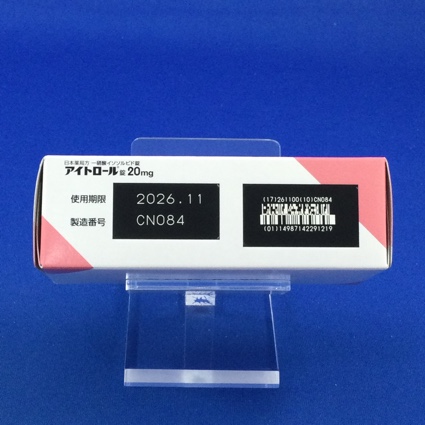 日本薬局方 一硝酸イソソルビド錠
アイトロール®錠20mg
使用期限 2026.11
製造番号 CN084
(17)261100(10)CN084
(01)14987142291219